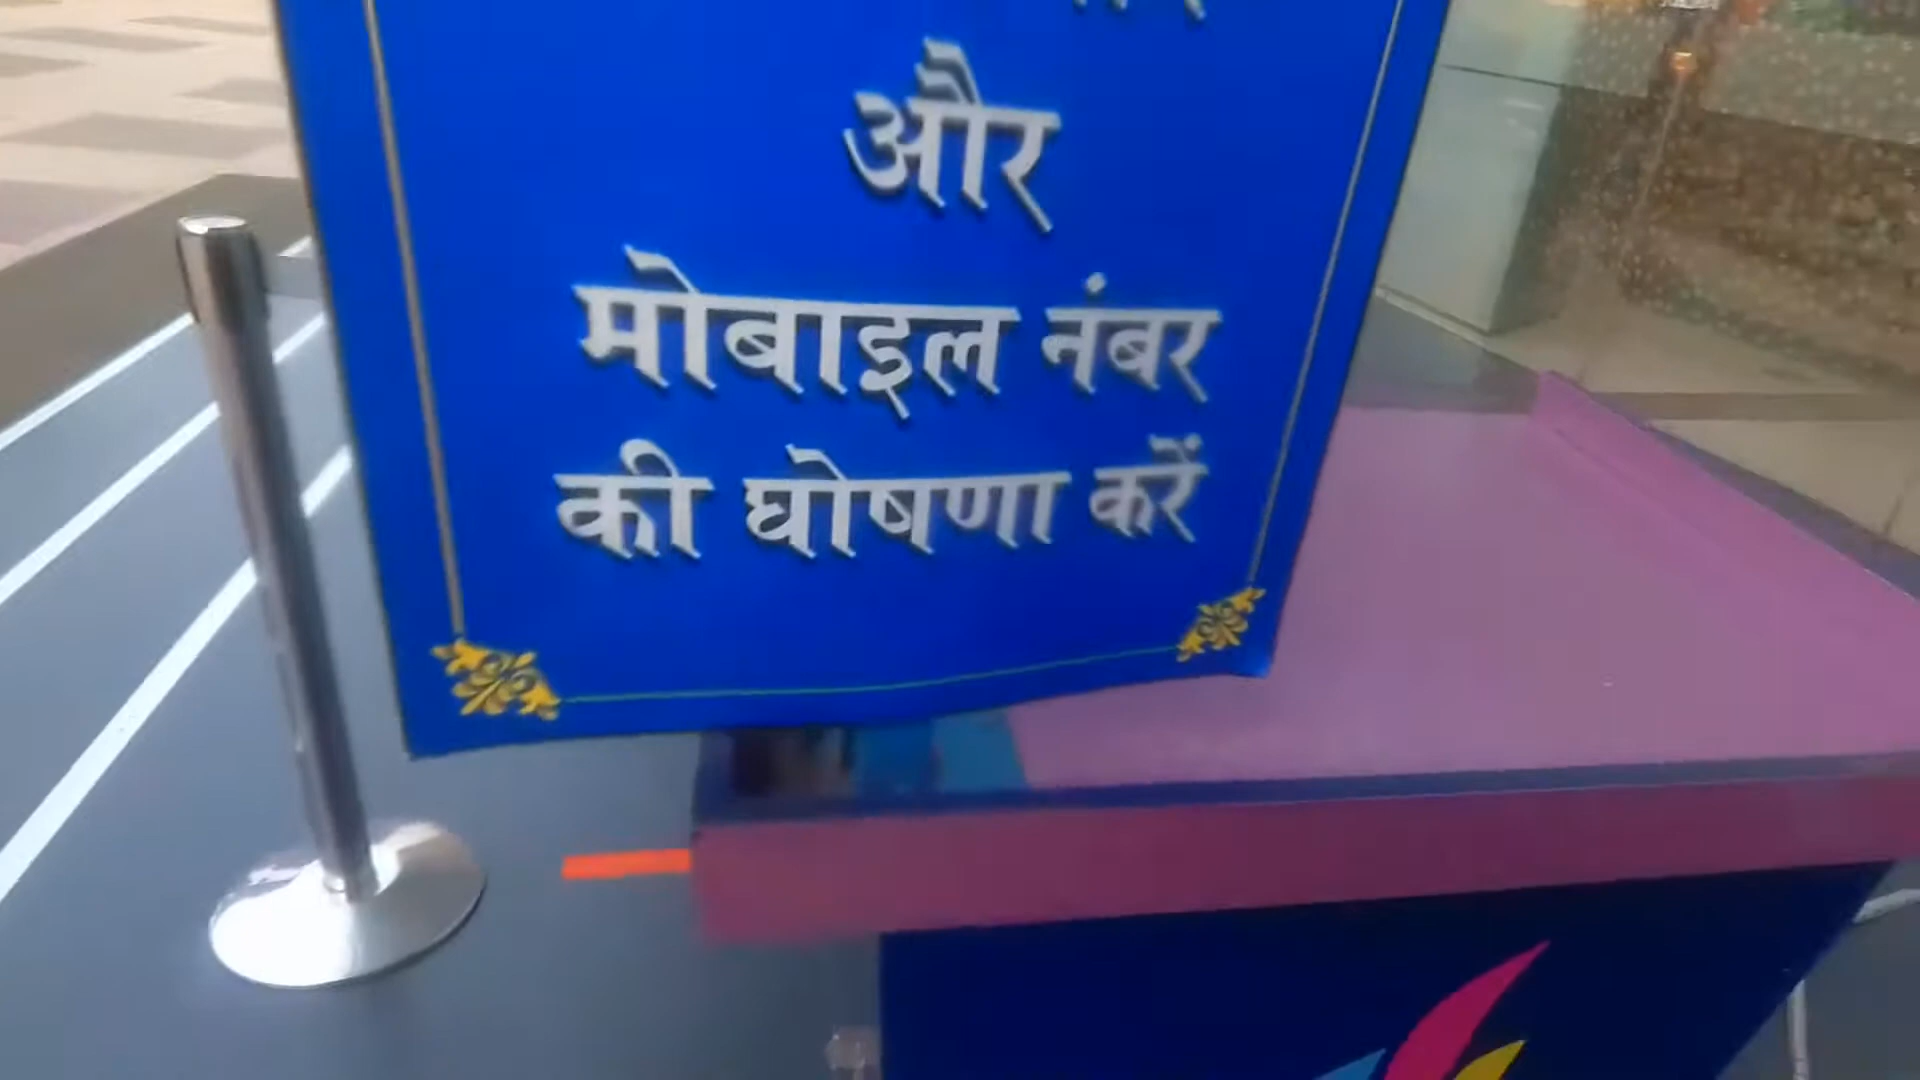 और
मोबाइल नंबर
की घोषणा करें